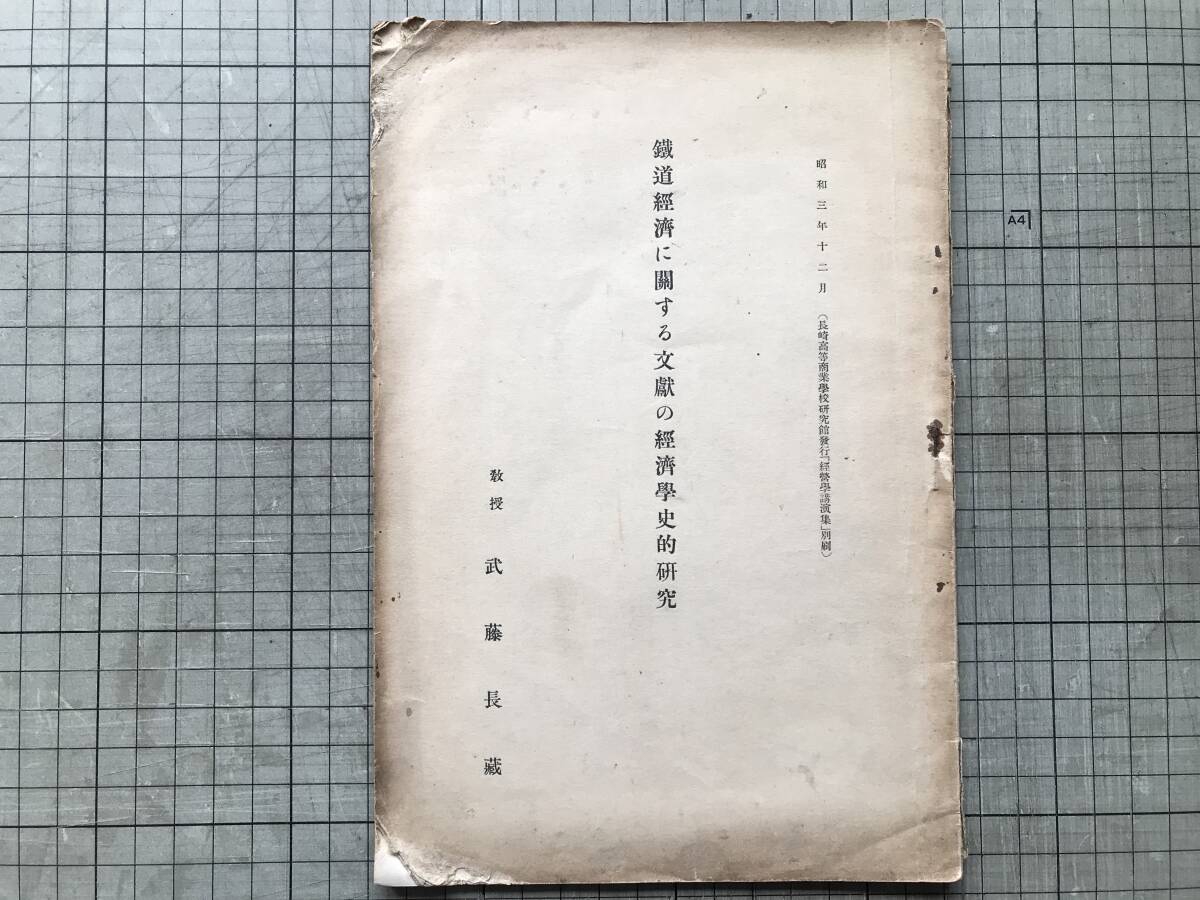 昭和三年十二月（長崎高等商業學校研究館發行「經營學講演集」別刷）
鐵道經濟に關する文獻の經濟學史的研究
教授 武藤長藏
A4